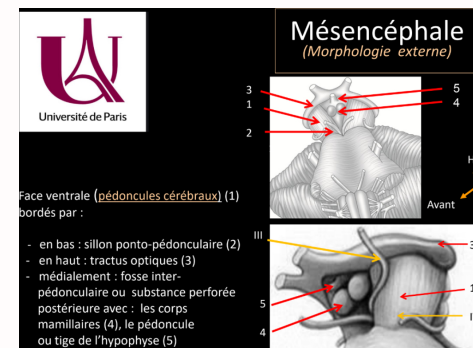 Université de Paris
Mésencéphale
(Morphologie externe)
3
1
2
5
4
Face ventrale (pédoncules cérébraux) (1)
bordés par :
- en bas : sillon ponto-pédonculaire (2)
- en haut : tractus optiques (3)
- médialement : fosse inter-
pédonculaire ou substance perforée
postérieure avec : les corps
mamillaires (4), le pédoncule
ou tige de l'hypophyse (5)
H
Avant
III
3
1
5
4